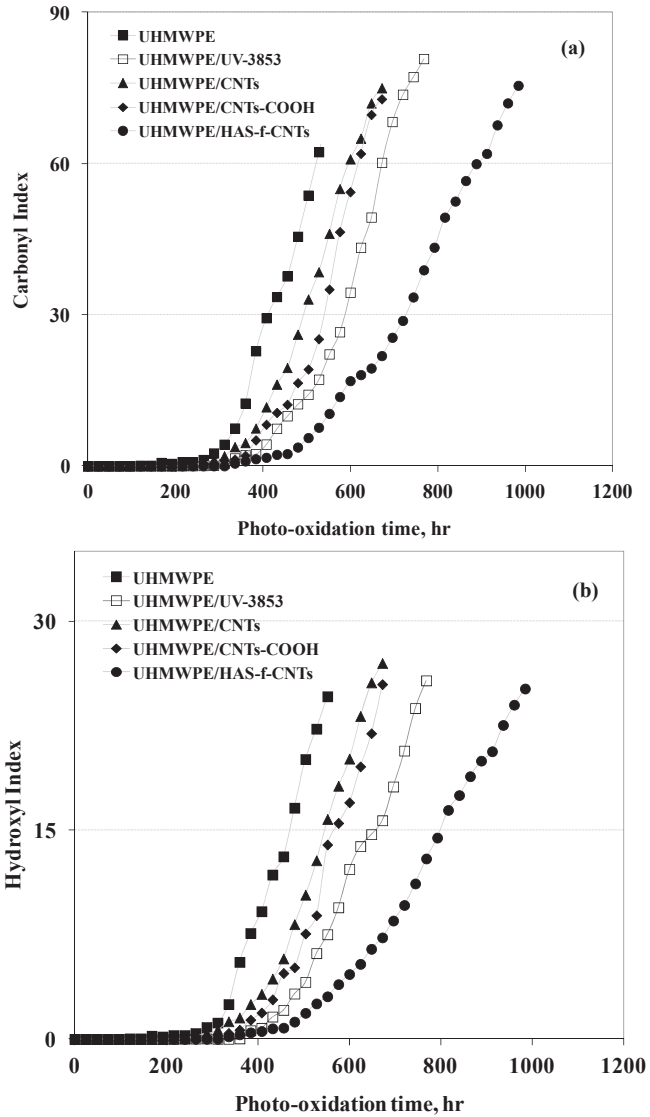 90
UHMWPE
(a)
UHMWPE/UV-3853
UHMWPE/CNTs
UHMWPE/CNTs-COOH
UHMWPE/HAS-f-CNTs
60
Carbonyl Index
30
0
0 200 400 600 800 1000 1200
Photo-oxidation time, hr
UHMWPE
(b)
UHMWPE/UV-3853
UHMWPE/CNTs
UHMWPE/CNTs-COOH
UHMWPE/HAS-f-CNTs
30
Hydroxyl Index
15
0
0 200 400 600 800 1000 1200
Photo-oxidation time, hr